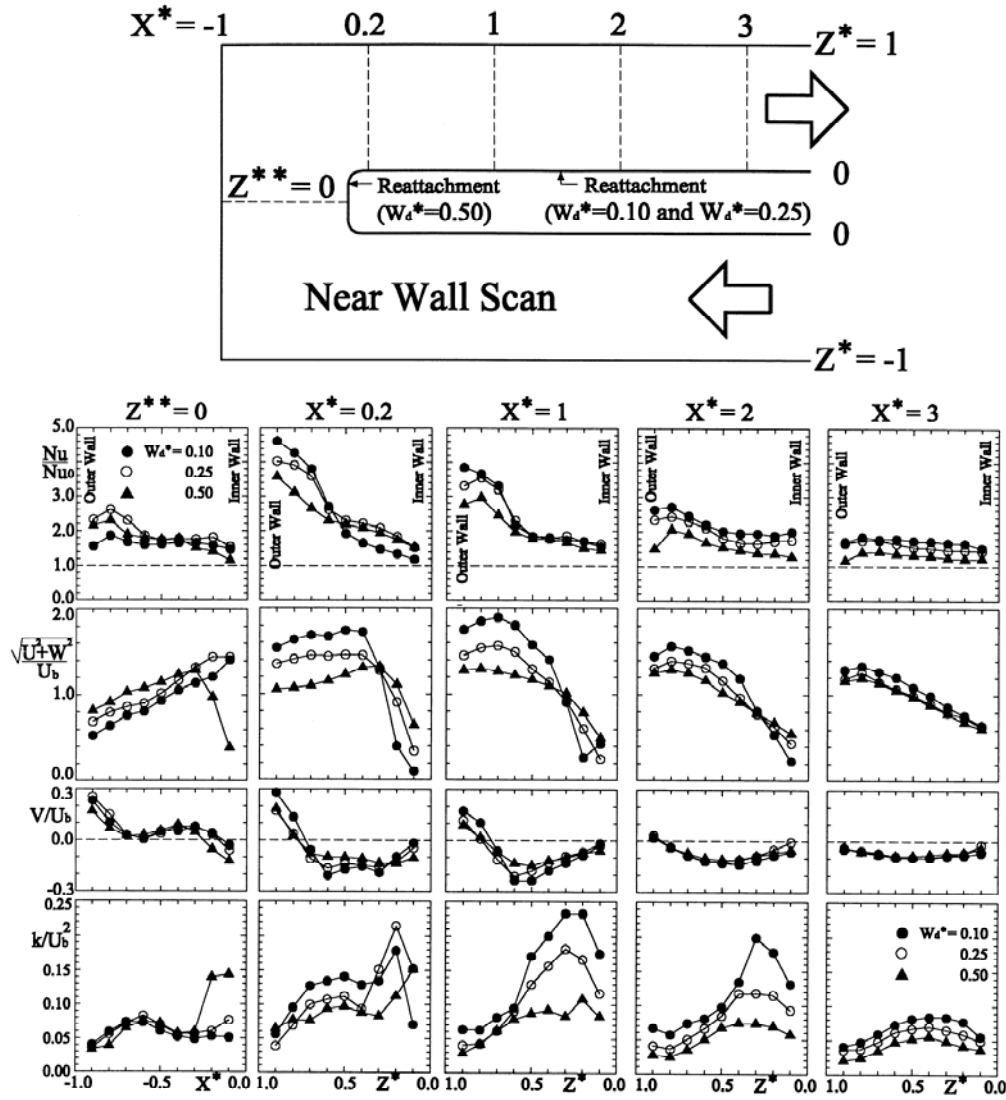 X* = -1 0.2 1 2 3 Z* = 1
Z** = 0
0
Reattachment Reattachment
(Wd*=0.50) (Wd*=0.10 and Wd*=0.25)
0
Near Wall Scan
Z* = -1
Z** = 0 X* = 0.2 X* = 1 X* = 2 X* = 3
5.0
Nu/Nu0
4.0
3.0
2.0
1.0
0.0
Outer Wall Wd* = 0.10 Inner Wall
0.25
0.50
Outer Wall Inner Wall
Outer Wall Inner Wall
Outer Wall Inner Wall
Outer Wall Inner Wall
2.0
√U²+W²/Ub
1.0
0.0
0.3
V/Ub
0.0
-0.3
0.25
k/Ub²
0.20
0.15
0.10
0.05
0.00
Wd* = 0.10
0.25
0.50
-1.0 -0.5 X* 0.0
1.0 0.5 Z* 0.0
1.0 0.5 Z* 0.0
1.0 0.5 Z* 0.0
1.0 0.5 Z* 0.0